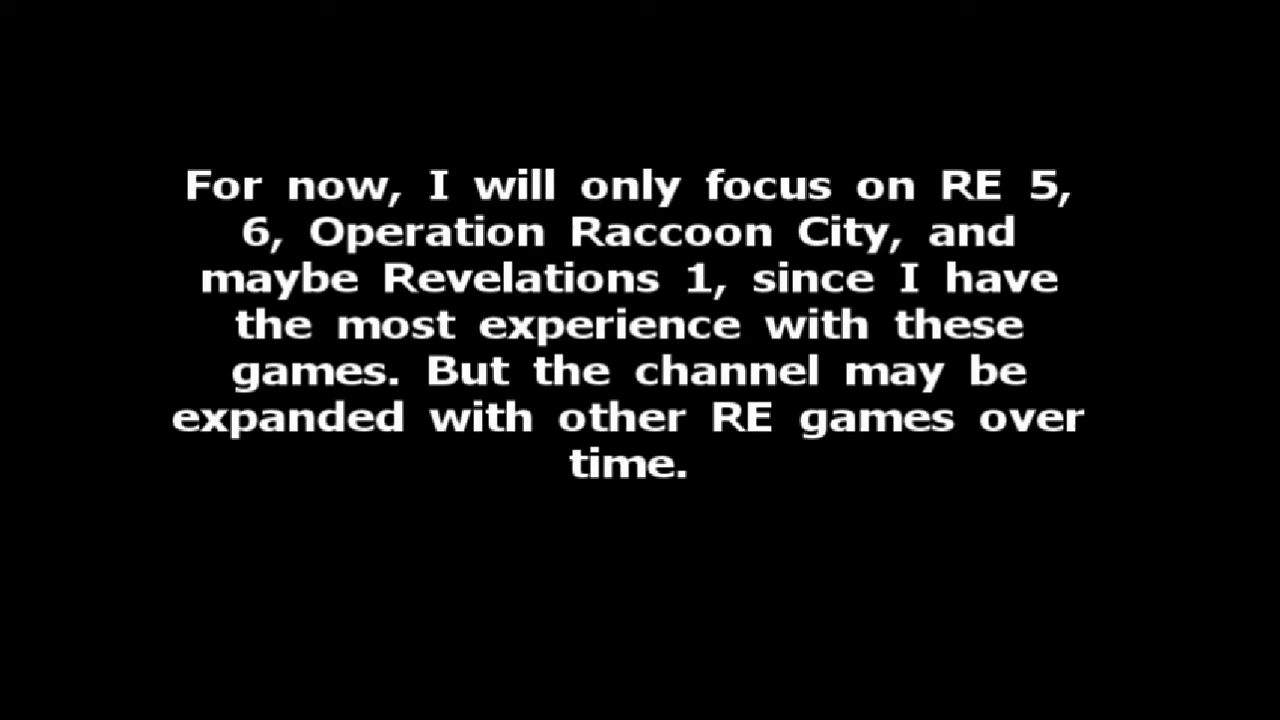 For now, I will only focus on RE 5,
6, Operation Raccoon City, and
maybe Revelations 1, since I have
the most experience with these
games. But the channel may be
expanded with other RE games over
time.